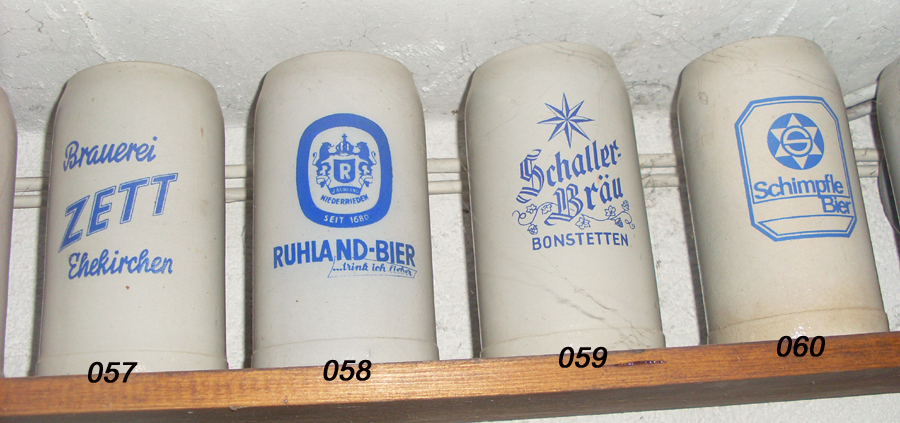 Brauerei
ZETT
Ehekirchen
057
R
RUHLAND
NIEDERRIEDEN
SEIT 1680
RUHLAND-BIER
...trink ich lieber
058
Schaller-
Bräu
BONSTETTEN
059
S
Schimpfle
Bier
060